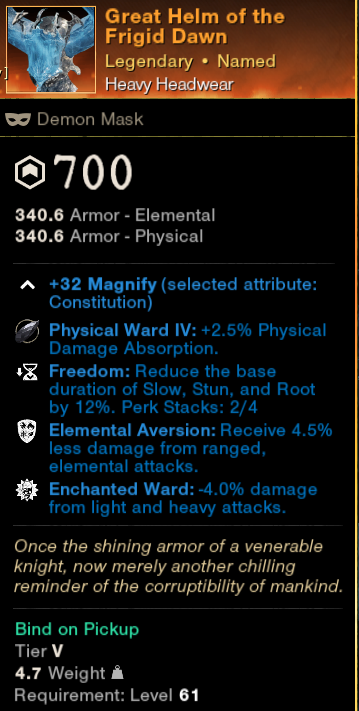 Great Helm of the
Frigid Dawn
Legendary • Named
Heavy Headwear
Demon Mask
700
340.6 Armor - Elemental
340.6 Armor - Physical
+32 Magnify (selected attribute:
Constitution)
Physical Ward IV: +2.5% Physical
Damage Absorption.
Freedom: Reduce the base
duration of Slow, Stun, and Root
by 12%. Perk Stacks: 2/4
Elemental Aversion: Receive 4.5%
less damage from ranged,
elemental attacks.
Enchanted Ward: -4.0% damage
from light and heavy attacks.
Once the shining armor of a venerable
knight, now merely another chilling
reminder of the corruptibility of mankind.
Bind on Pickup
Tier V
4.7 Weight
Requirement: Level 61